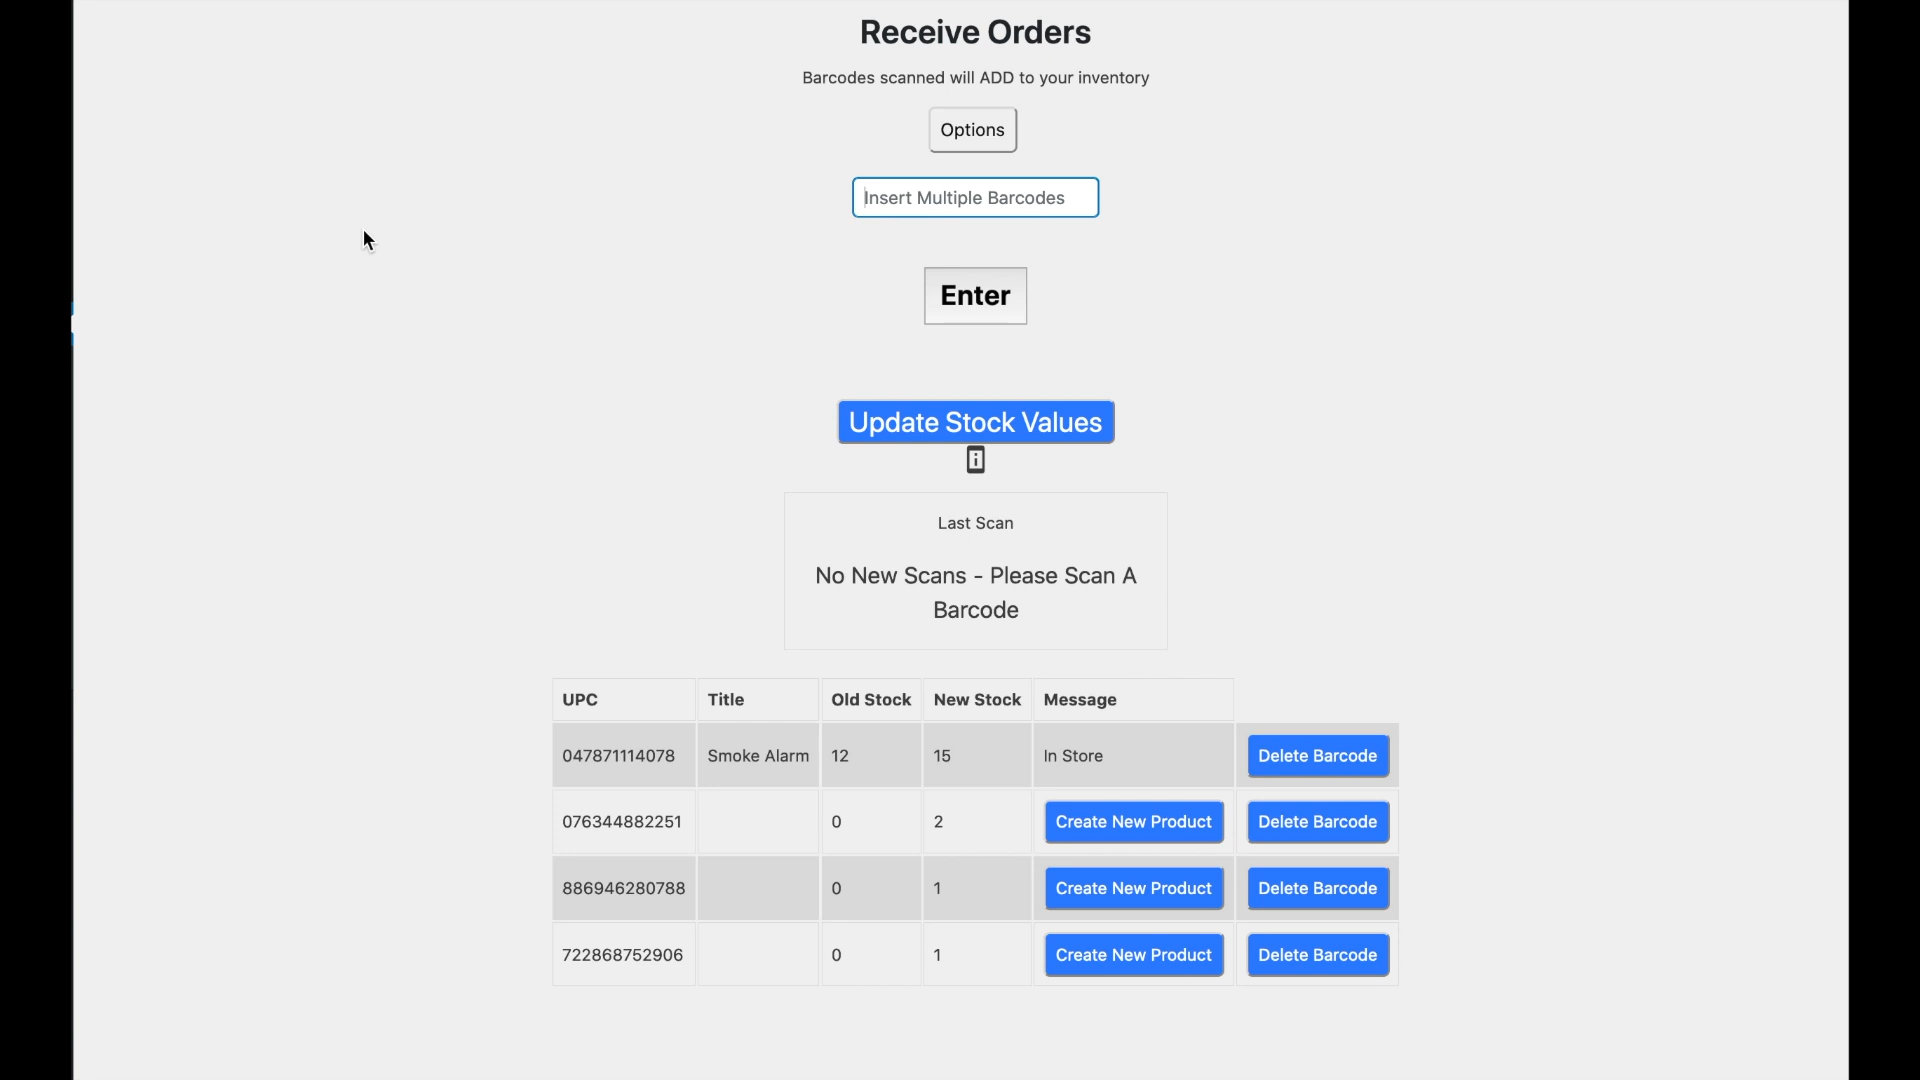 Receive Orders
Barcodes scanned will ADD to your inventory
Options
Insert Multiple Barcodes
Enter
Update Stock Values
Last Scan
No New Scans - Please Scan A
Barcode
UPC Title Old Stock New Stock Message
047871114078 Smoke Alarm 12 15 In Store Delete Barcode
076344882251 0 2 Create New Product Delete Barcode
886946280788 0 1 Create New Product Delete Barcode
722868752906 0 1 Create New Product Delete Barcode